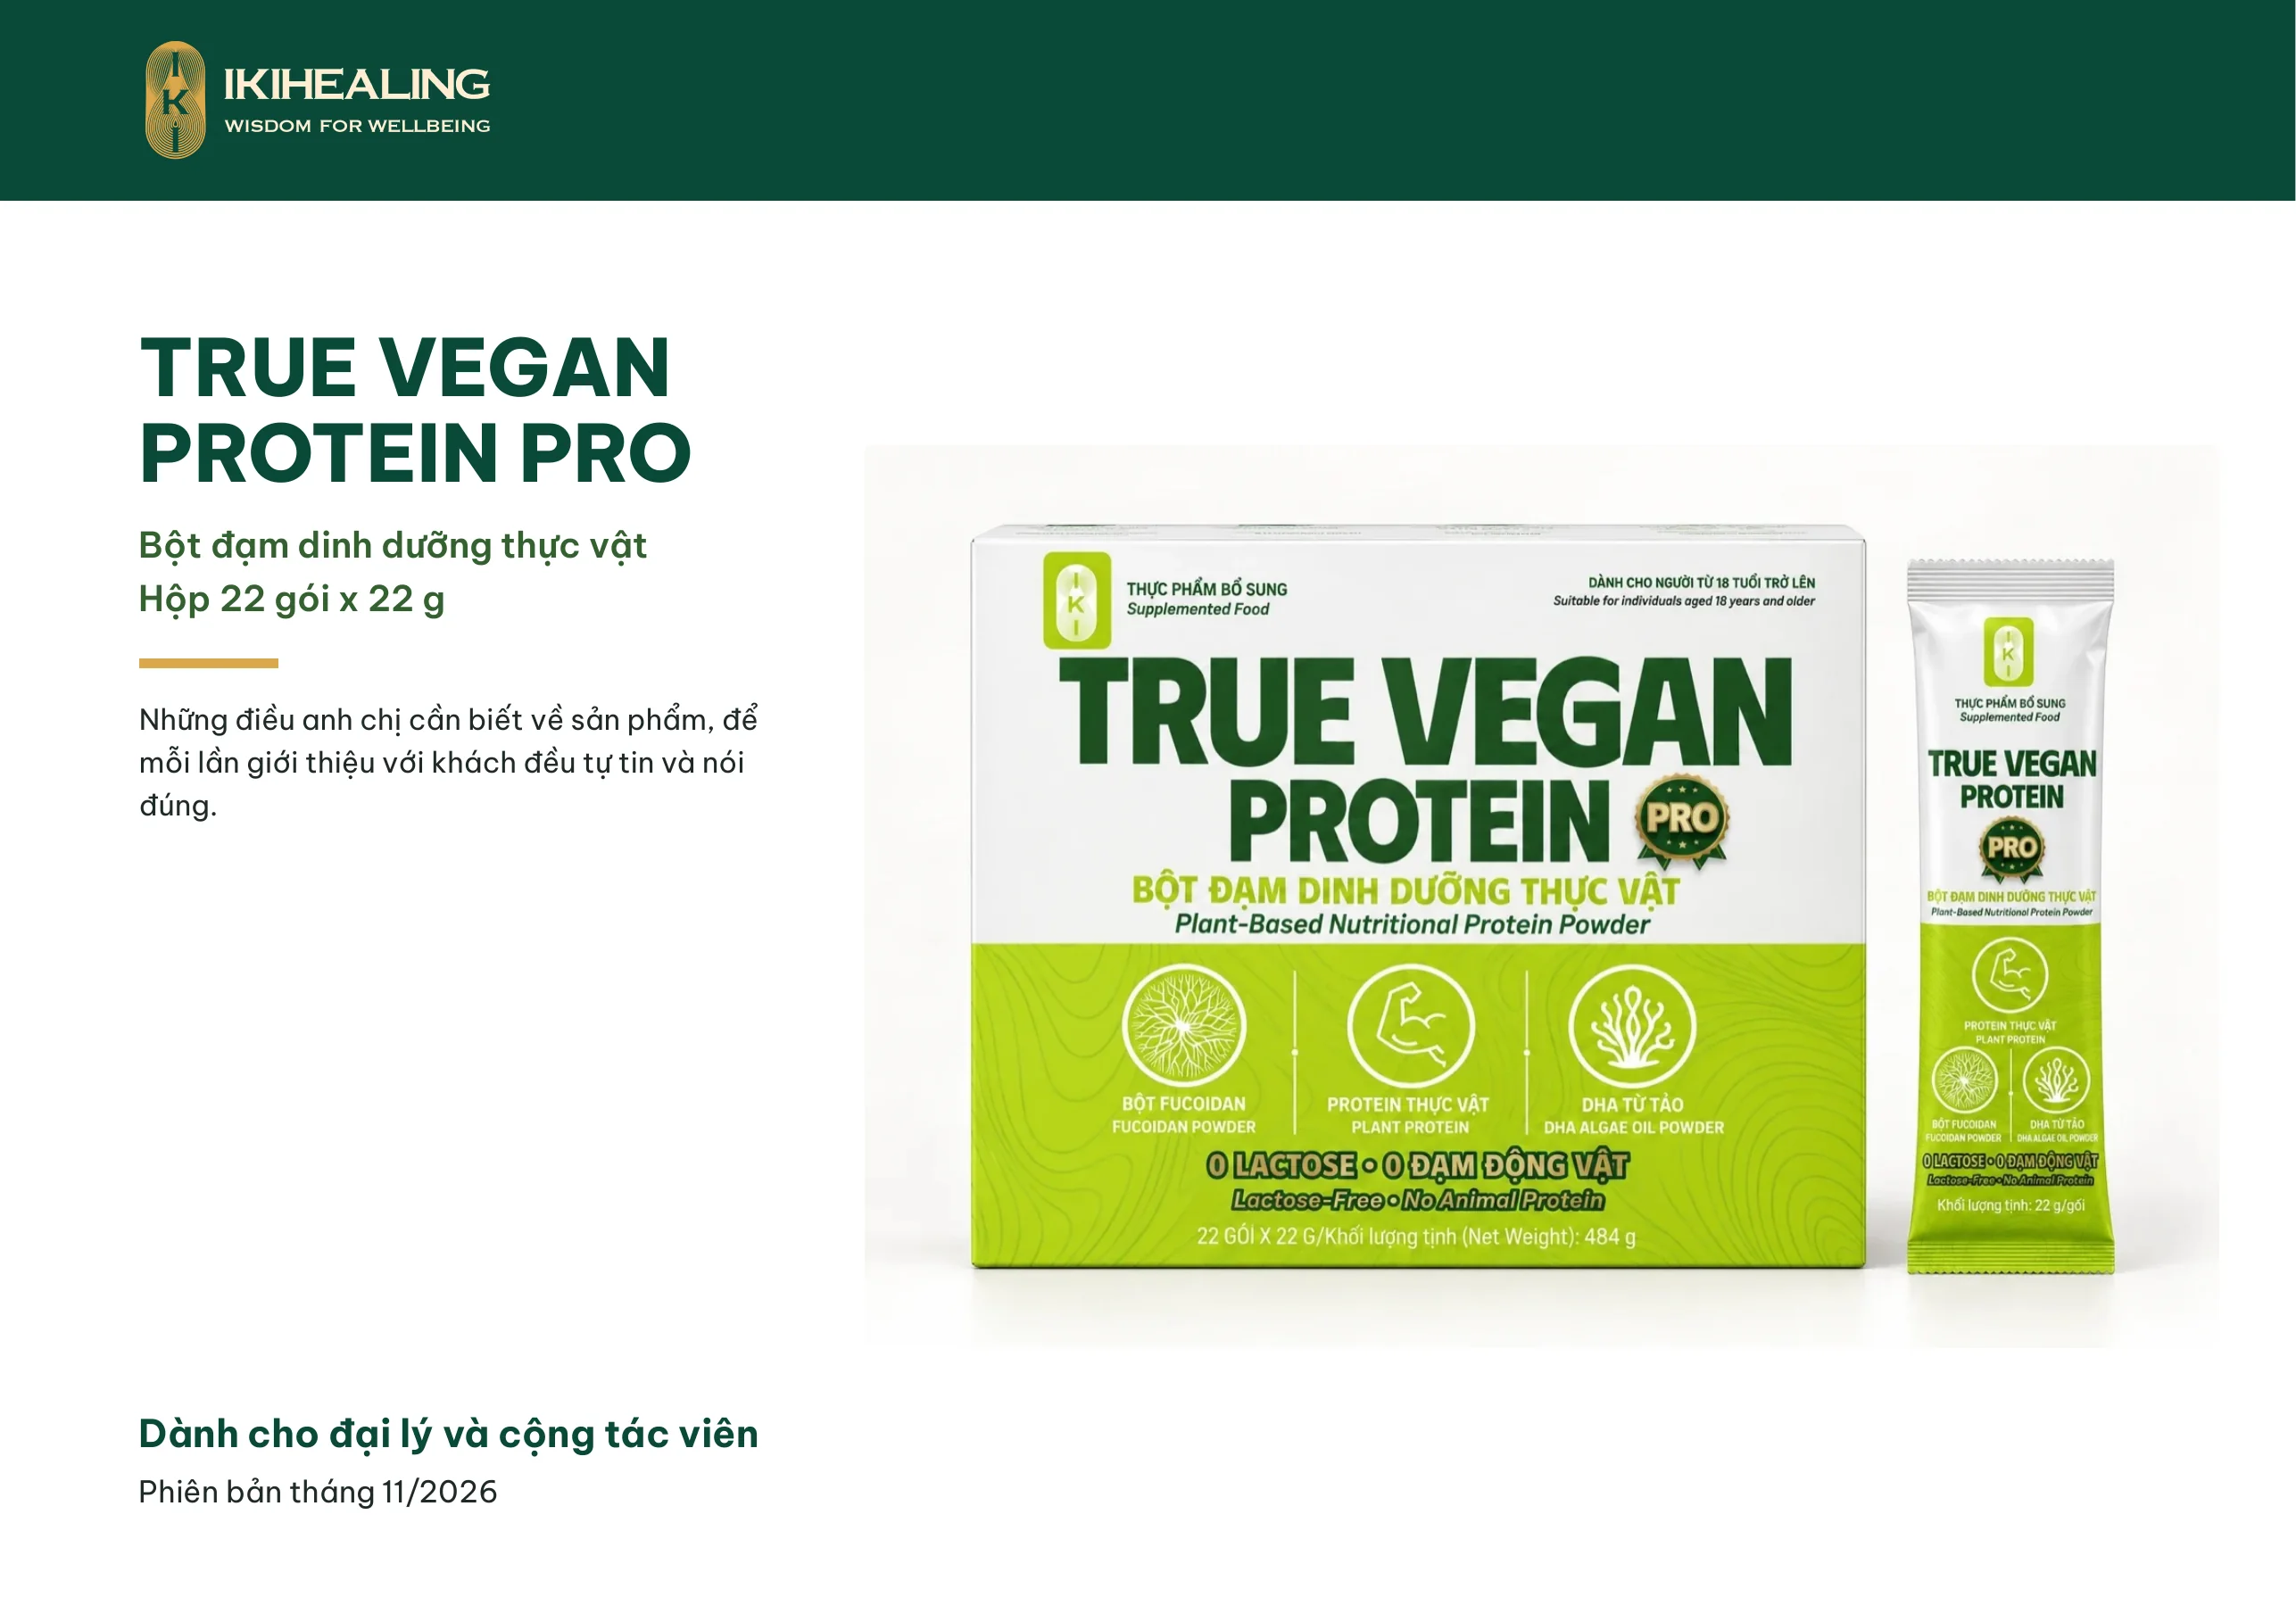 IKI
IKIHEALING
WISDOM FOR WELLBEING
TRUE VEGAN
PROTEIN PRO
Bột đạm dinh dưỡng thực vật
Hộp 22 gói x 22 g
Những điều anh chị cần biết về sản phẩm, để
mỗi lần giới thiệu với khách đều tự tin và nói
đúng.
IKI
THỰC PHẨM BỔ SUNG
Supplemented Food
DÀNH CHO NGƯỜI TỪ 18 TUỔI TRỞ LÊN
Suitable for individuals aged 18 years and older
TRUE VEGAN
PROTEIN PRO
BỘT ĐẠM DINH DƯỠNG THỰC VẬT
Plant-Based Nutritional Protein Powder
BỘT FUCOIDAN
FUCOIDAN POWDER
PROTEIN THỰC VẬT
PLANT PROTEIN
DHA TỪ TẢO
DHA ALGAE OIL POWDER
0 LACTOSE • 0 ĐẠM ĐỘNG VẬT
Lactose-Free • No Animal Protein
22 GÓI X 22 G/Khối lượng tịnh (Net Weight): 484 g
IKI
THỰC PHẨM BỔ SUNG
Supplemented Food
TRUE VEGAN
PROTEIN
PRO
BỘT ĐẠM DINH DƯỠNG THỰC VẬT
Plant-Based Nutritional Protein Powder
PROTEIN THỰC VẬT
PLANT PROTEIN
BỘT FUCOIDAN
FUCOIDAN POWDER
DHA TỪ TẢO
DHA ALGAE OIL POWDER
0 LACTOSE • 0 ĐẠM ĐỘNG VẬT
Lactose-Free • No Animal Protein
Khối lượng tịnh: 22 g/gói
Dành cho đại lý và cộng tác viên
Phiên bản tháng 11/2026